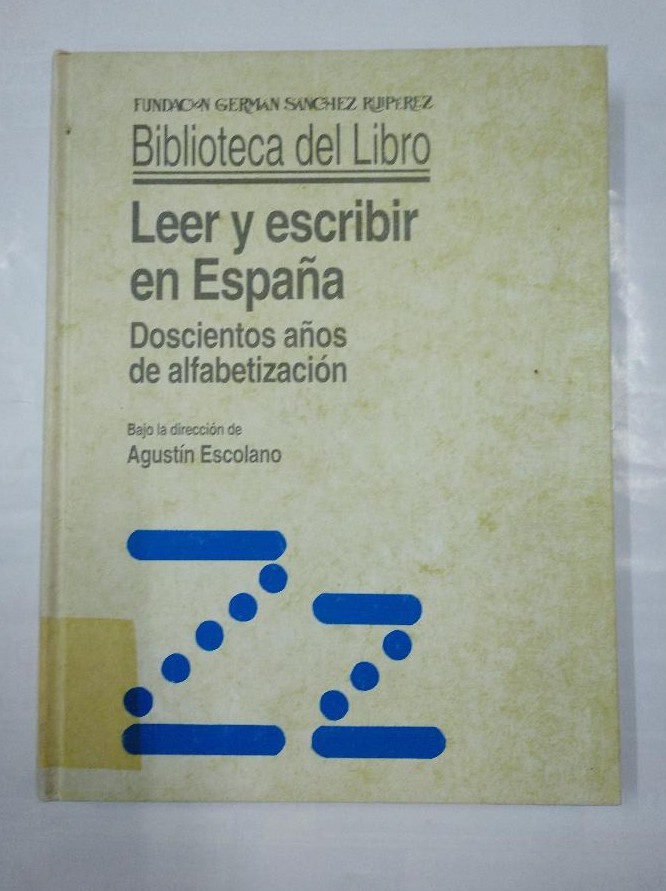 FUNDACION GERMAN SANCHEZ RUIPEREZ
Biblioteca del Libro
Leer y escribir
en España
Doscientos años
de alfabetización
Bajo la dirección de
Agustín Escolano
Zz